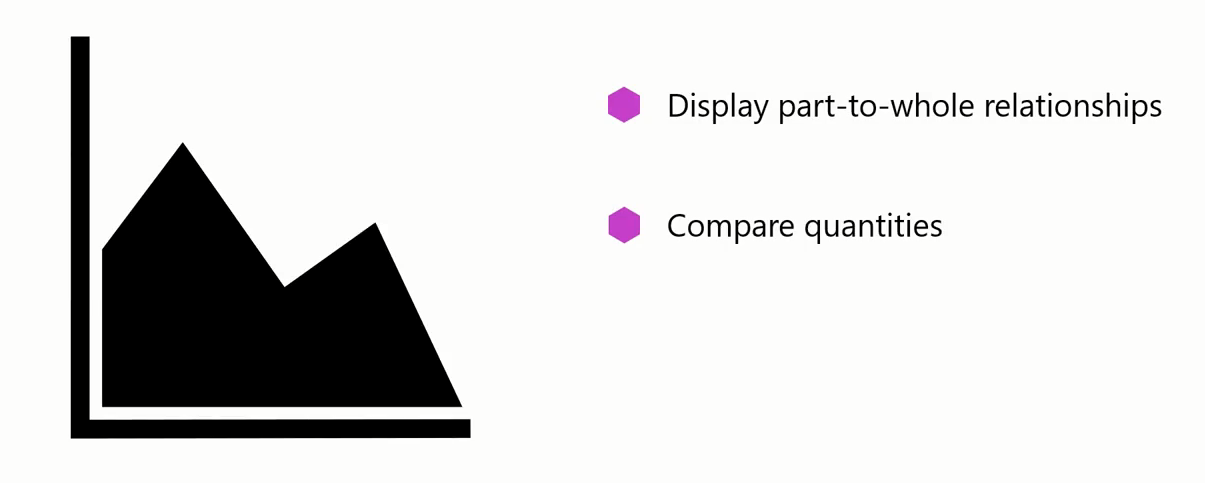 Display part-to-whole relationships
Compare quantities